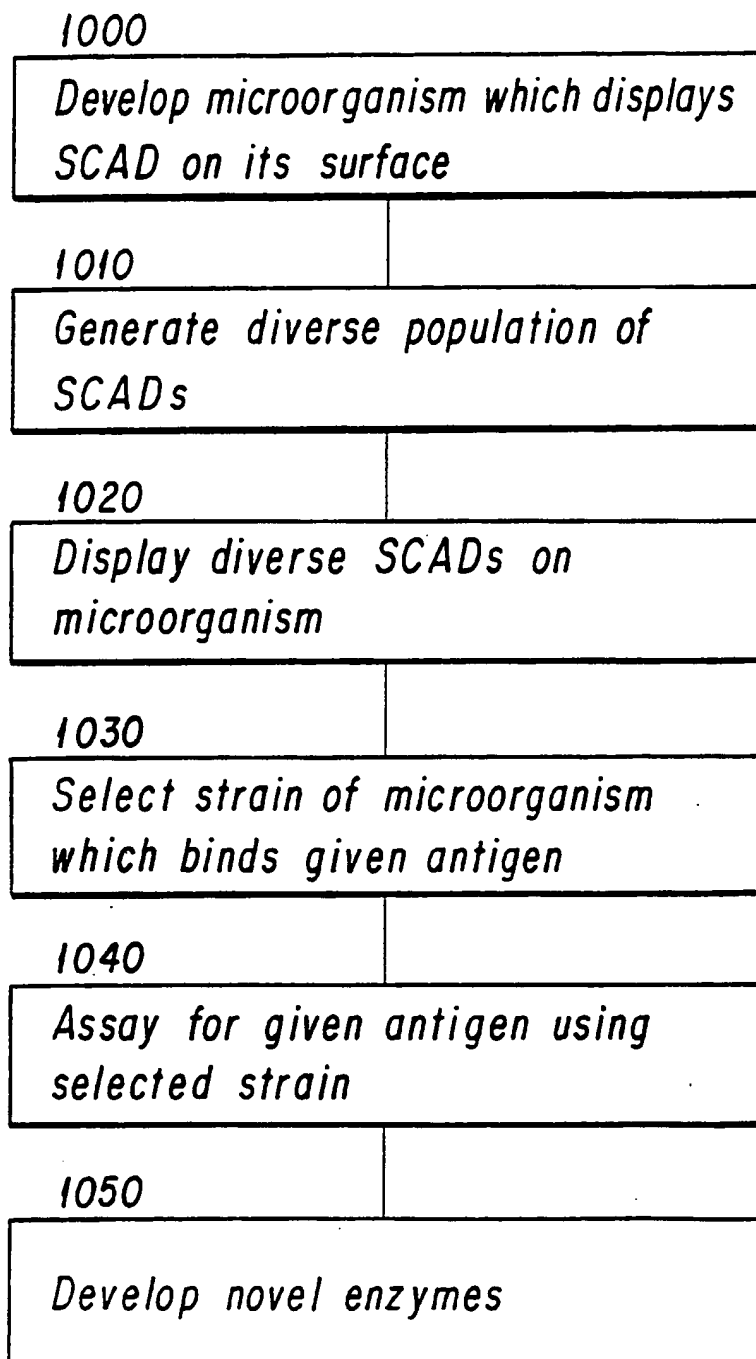 1000
Develop microorganism which displays
SCAD on its surface
1010
Generate diverse population of
SCADs
1020
Display diverse SCADs on
microorganism
1030
Select strain of microorganism
which binds given antigen
1040
Assay for given antigen using
selected strain
1050
Develop novel enzymes